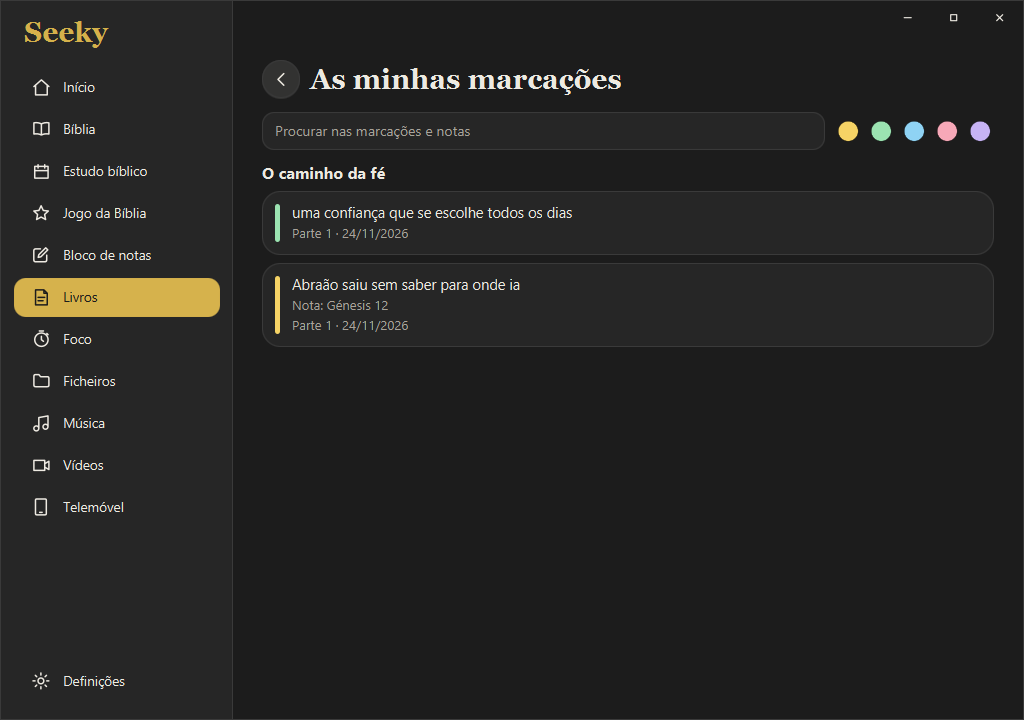 Seeky
Início
Bíblia
Estudo bíblico
Jogo da Bíblia
Bloco de notas
Livros
Foco
Ficheiros
Música
Vídeos
Telemóvel
Definições
As minhas marcações
Procurar nas marcações e notas
O caminho da fé
uma confiança que se escolhe todos os dias
Parte 1 · 24/11/2026
Abraão saiu sem saber para onde ia
Nota: Génesis 12
Parte 1 · 24/11/2026